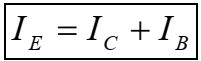 I_E = I_C + I_B